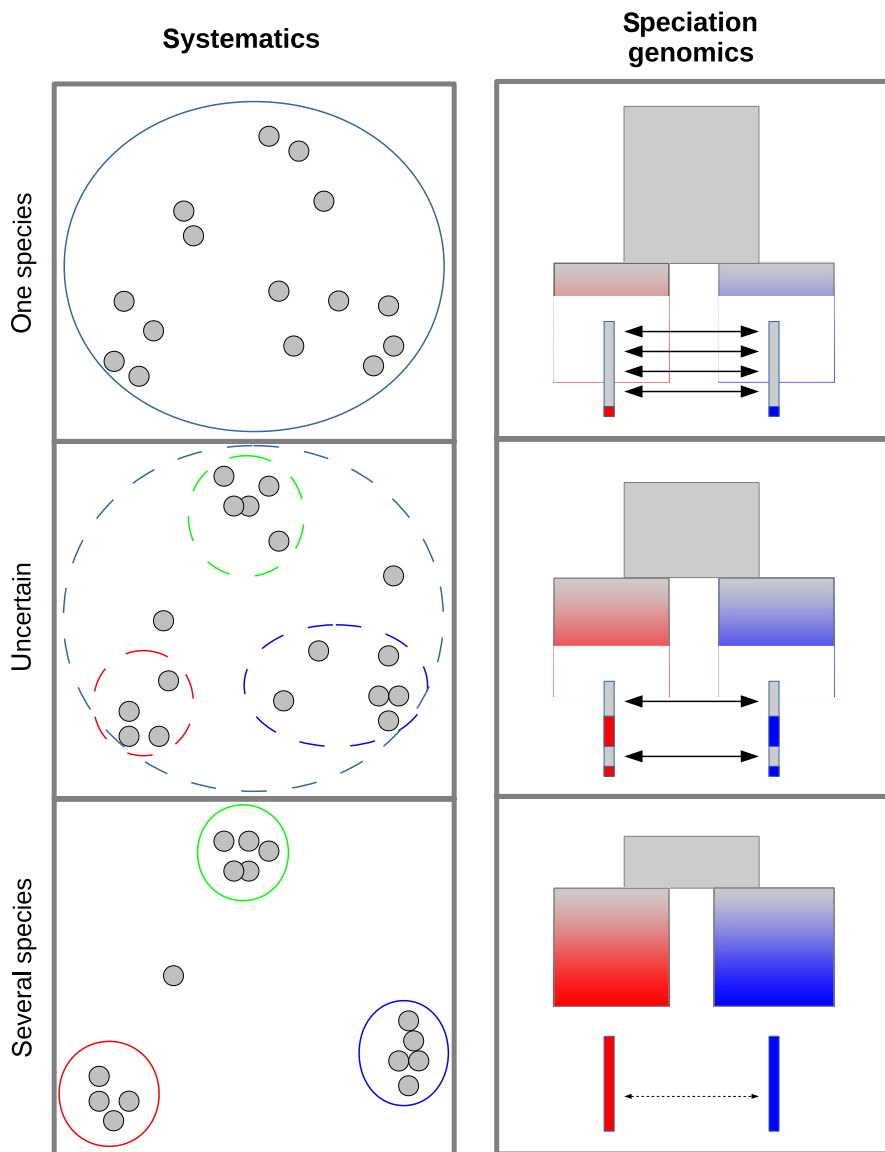 Systematics
Speciation
genomics
One species
Uncertain
Several species